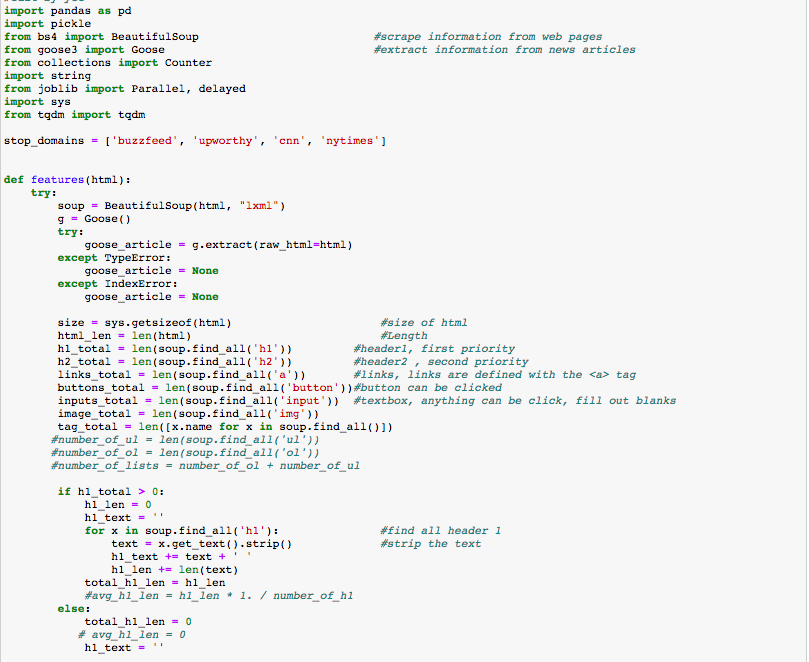 import pandas as pd
import pickle
from bs4 import BeautifulSoup                          #scrape information from web pages
from goose3 import Goose                               #extract information from news articles
from collections import Counter
import string
from joblib import Parallel, delayed
import sys
from tqdm import tqdm

stop_domains = ['buzzfeed', 'upworthy', 'cnn', 'nytimes']


def features(html):
    try:
        soup = BeautifulSoup(html, "lxml")
        g = Goose()
        try:
            goose_article = g.extract(raw_html=html)
        except TypeError:
            goose_article = None
        except IndexError:
            goose_article = None

        size = sys.getsizeof(html)                      #size of html
        html_len = len(html)                            #Length
        h1_total = len(soup.find_all('h1'))         #header1, first priority
        h2_total = len(soup.find_all('h2'))         #header2 , second priority
        links_total = len(soup.find_all('a'))       #links, links are defined with the <a> tag
        buttons_total = len(soup.find_all('button'))#button can be clicked
        inputs_total = len(soup.find_all('input'))  #textbox, anything can be click, fill out blanks
        image_total = len(soup.find_all('img'))
        tag_total = len([x.name for x in soup.find_all()])
       #number_of_ul = len(soup.find_all('ul'))
       #number_of_ol = len(soup.find_all('ol'))
       #number_of_lists = number_of_ol + number_of_ul

        if h1_total > 0:
            h1_len = 0
            h1_text = ''
            for x in soup.find_all('h1'):               #find all header 1
                text = x.get_text().strip()             #strip the text
                h1_text += text + ' '
                h1_len += len(text)
            total_h1_len = h1_len
            #avg_h1_len = h1_len * 1. / number_of_h1
        else:
            total_h1_len = 0
           # avg_h1_len = 0
            h1_text = ''